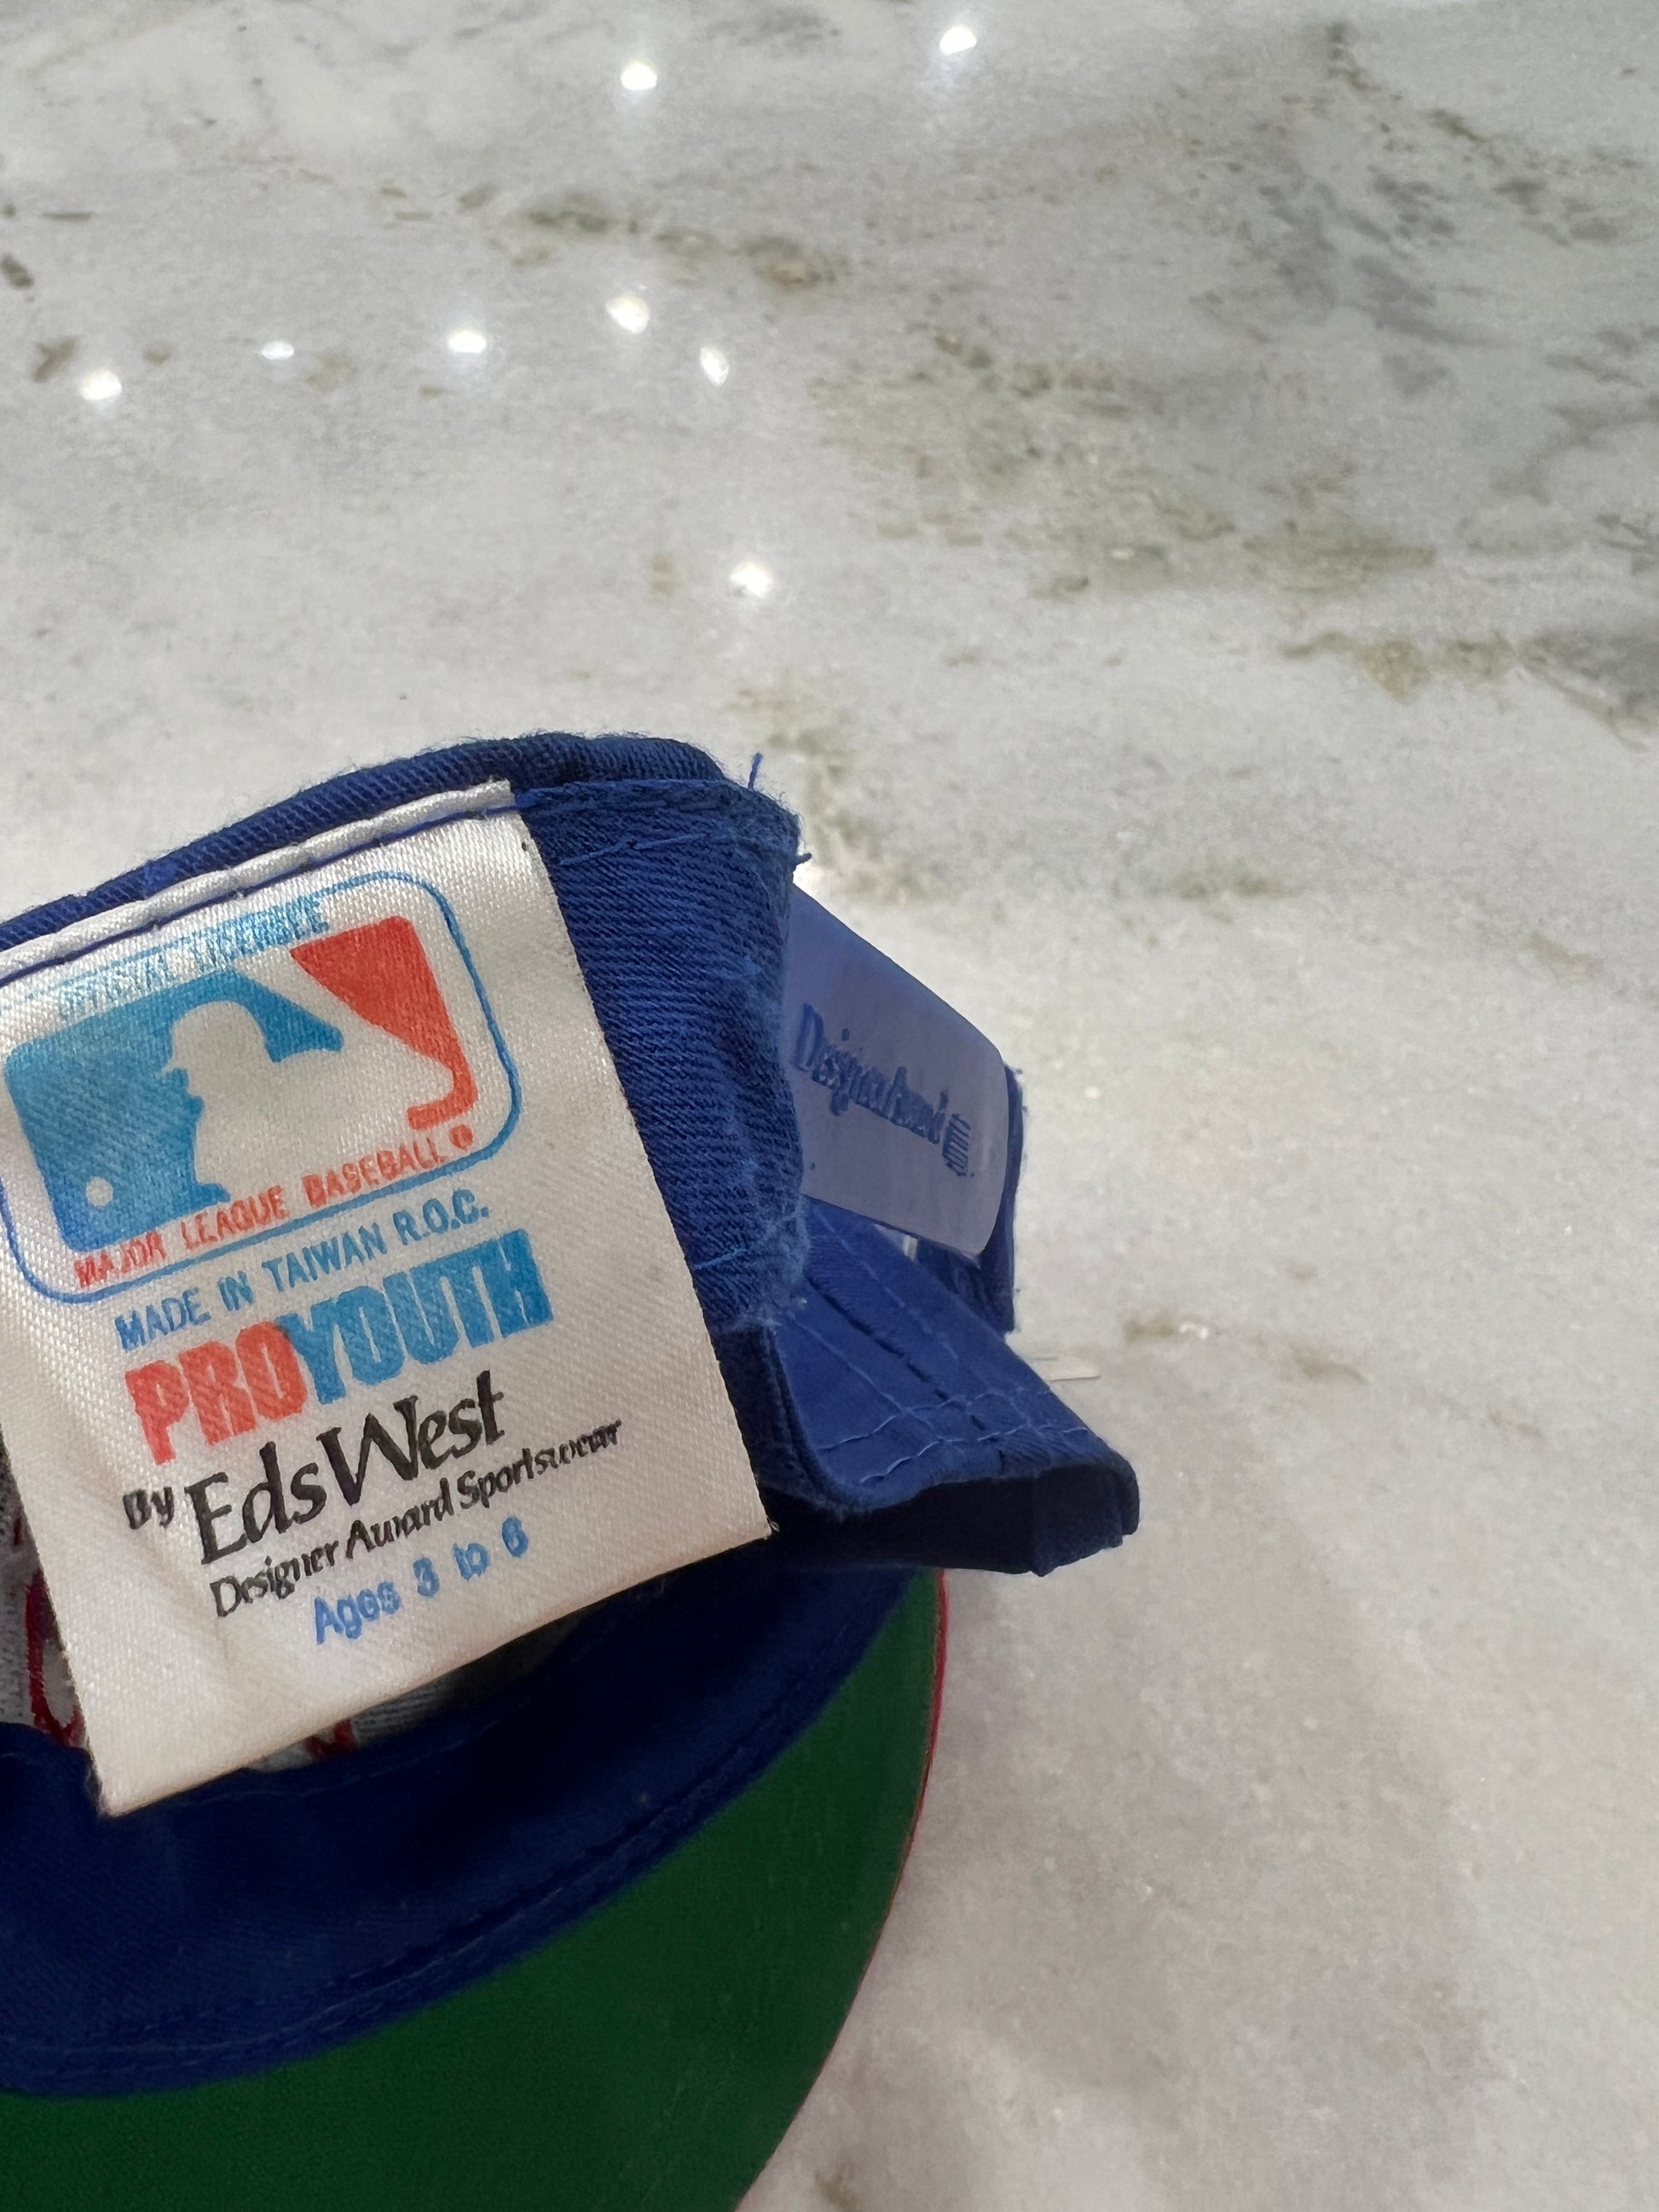 OFFICIAL LICENSEE
MAJOR LEAGUE BASEBALL
MADE IN TAIWAN R.O.C.
PROYOUTH
By EdsWest
Designer Award Sportswear
Ages 3 to 6